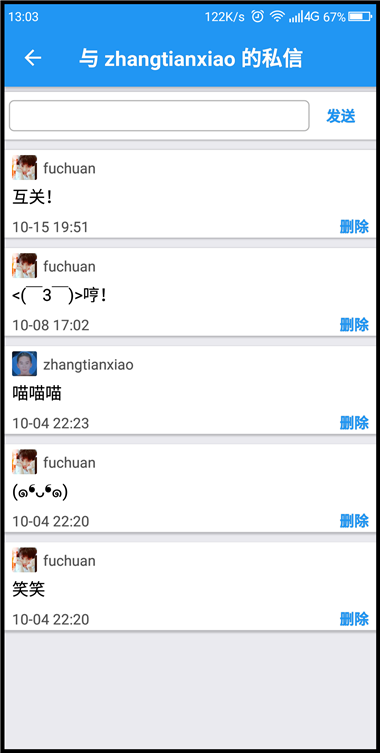 13:03 122K/s 4G 67%
与 zhangtianxiao 的私信
发送
fuchuan
互关!
10-15 19:51 删除
fuchuan
<(￣3￣)>哼!
10-08 17:02 删除
zhangtianxiao
喵喵喵
10-04 22:23 删除
fuchuan
(๑❛ᴗ❛๑)
10-04 22:20 删除
fuchuan
笑笑
10-04 22:20 删除